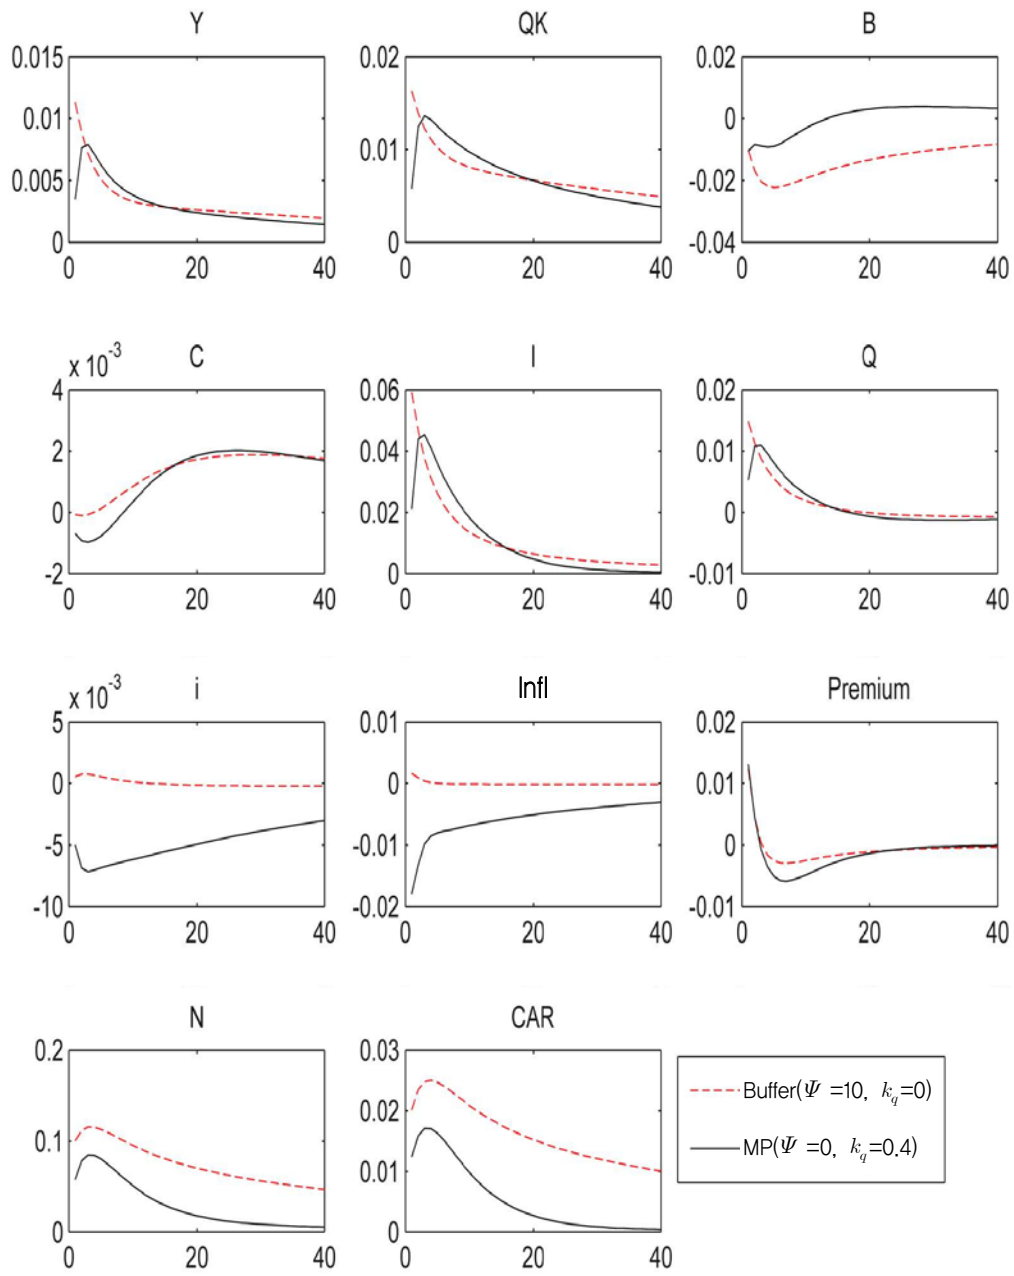 Y QK B
0.015 0.02 0.02
0.01 0.01 0
0.005 -0.02
0 0 -0.04
0 20 40 0 20 40 0 20 40
x 10^-3 C I Q
4 0.06 0.02
2 0.04 0.01
0 0.02 0
-2 0 -0.01
0 20 40 0 20 40 0 20 40
x 10^-3 i Infl Premium
5 0.01 0.02
0 0 0.01
-5 -0.01 0
-10 -0.02 -0.01
0 20 40 0 20 40 0 20 40
N CAR
0.2 0.03
0.1 0.02
0.01
0 0
0 20 40 0 20 40
Buffer(Ψ =10, k_q=0)
MP(Ψ =0, k_q=0.4)